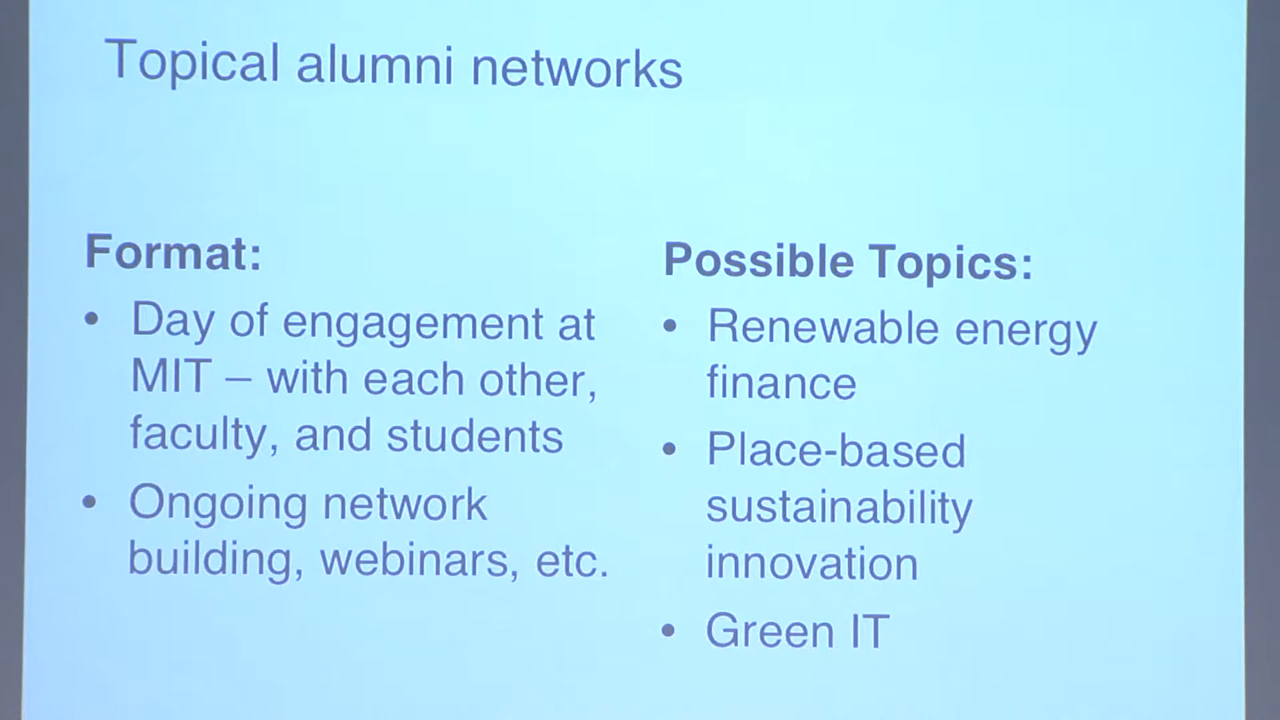 Topical alumni networks
Format:
• Day of engagement at
MIT – with each other,
faculty, and students
• Ongoing network
building, webinars, etc.
Possible Topics:
• Renewable energy
finance
• Place-based
sustainability
innovation
• Green IT